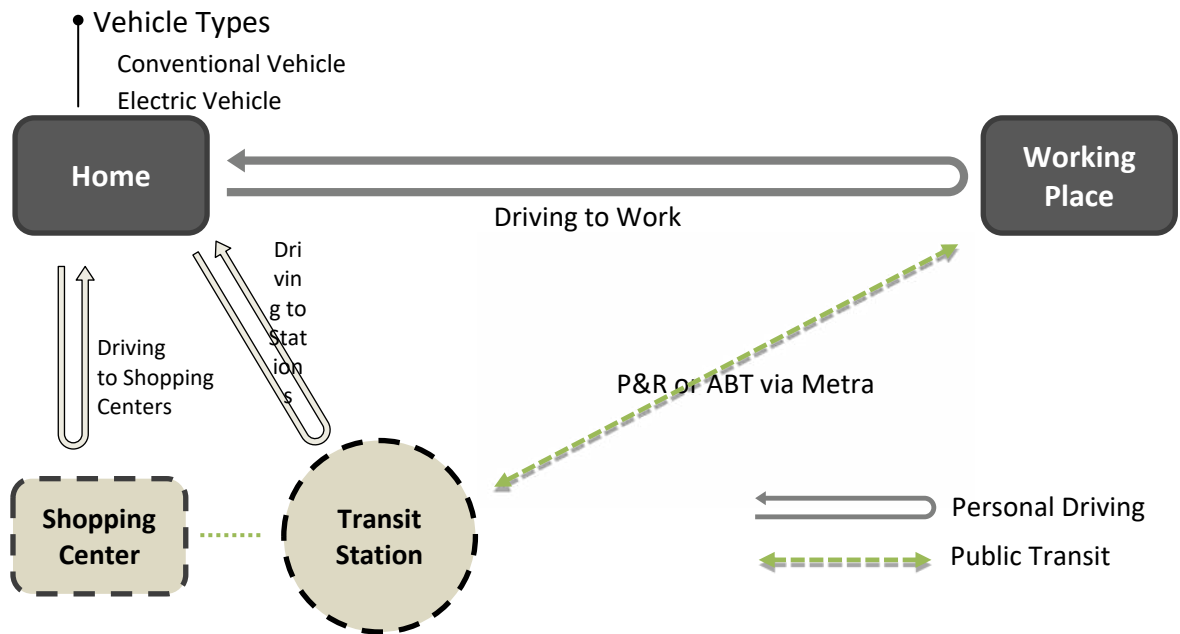 Vehicle Types
Conventional Vehicle
Electric Vehicle
Home
Working
Place
Driving to Work
Dri
vin
g to
Stat
ion
s
Driving
to Shopping
Centers
P&R or ABT via Metra
Shopping
Center
Transit
Station
Personal Driving
Public Transit